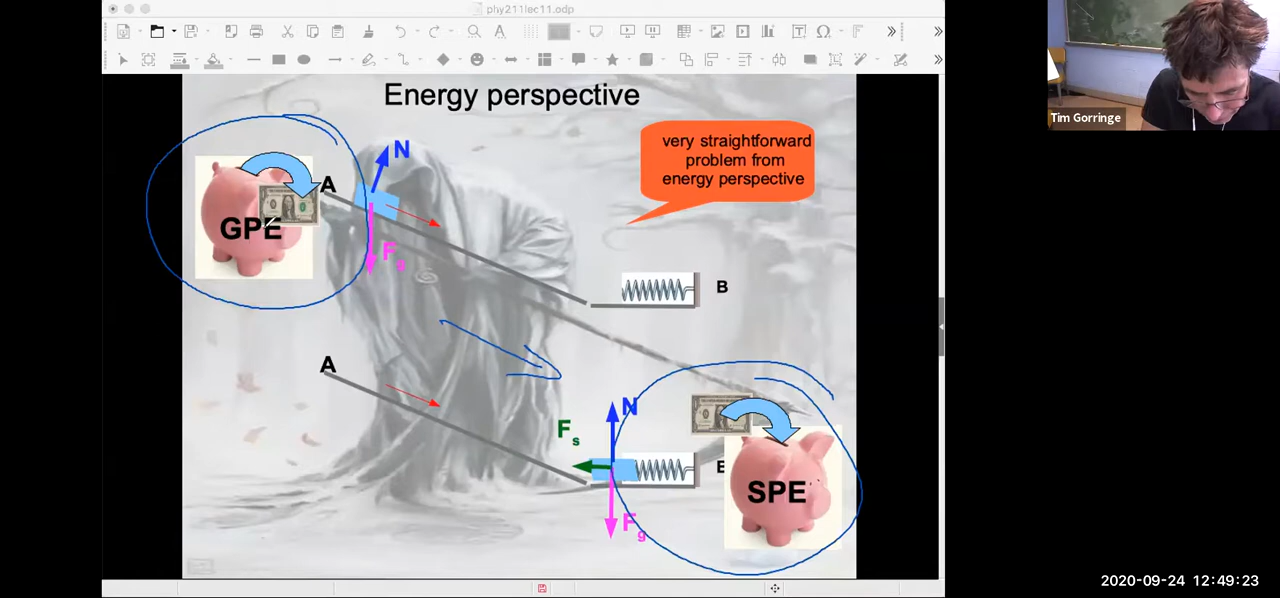 phy211lec11.odp
Energy perspective
very straightforward
problem from
energy perspective
N
A
GPE
F
B
A
N
F s
B
SPE
F g
Tim Gorringe
2020-09-24 12:49:23